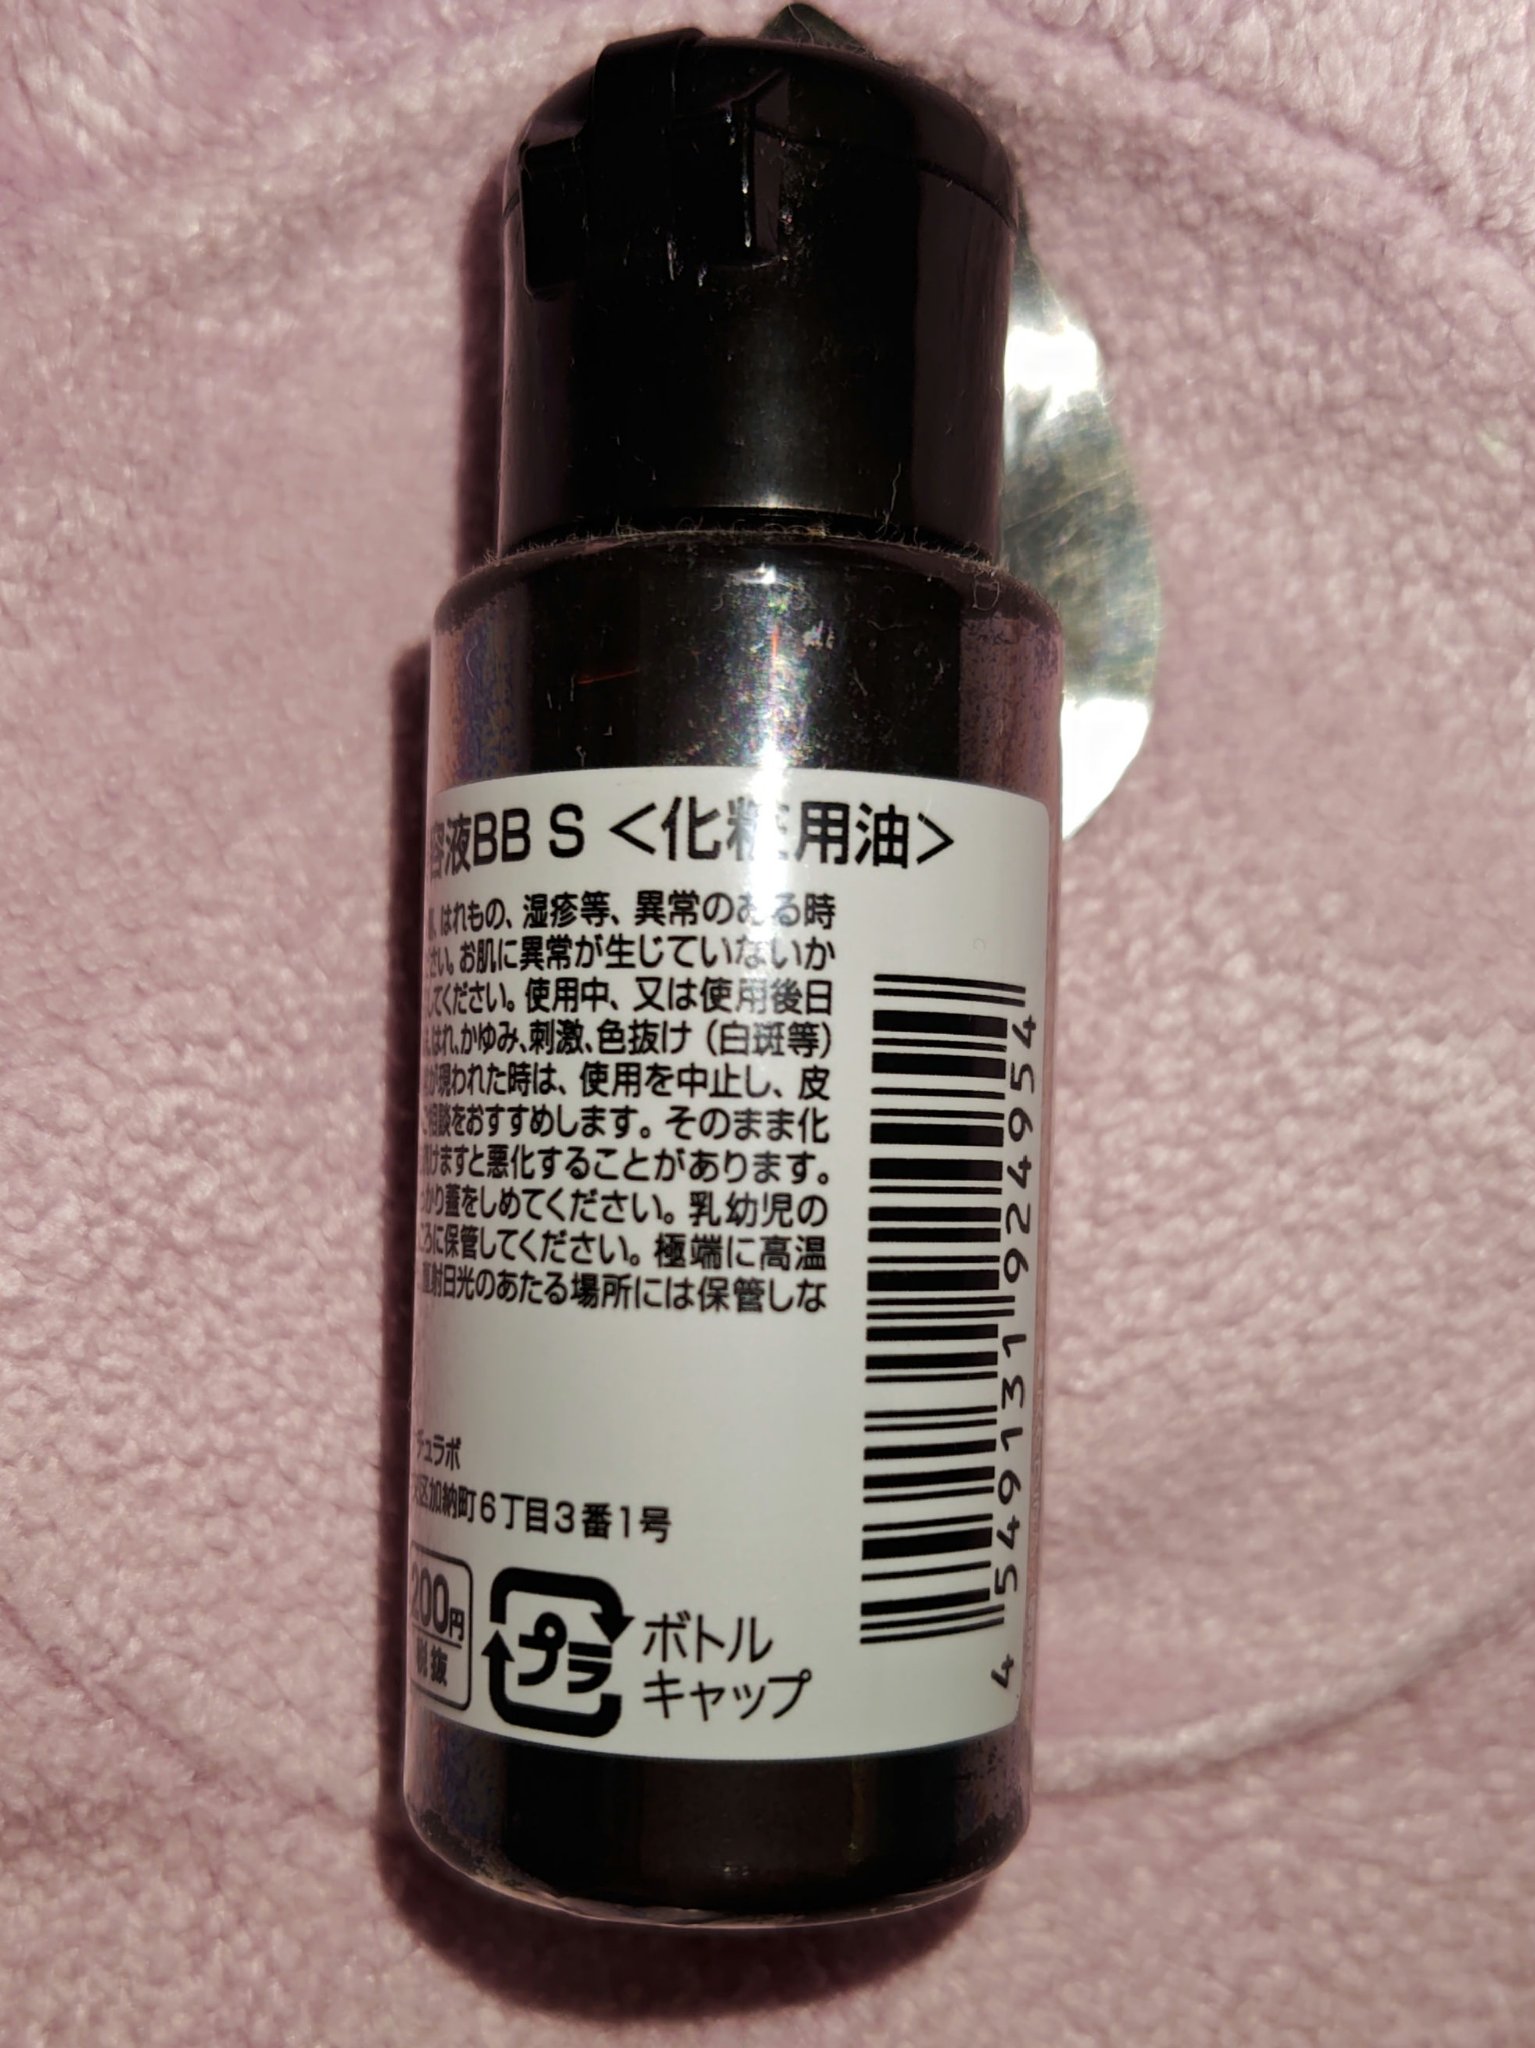 容液BB S <化粧用油>
、はれもの、湿疹等、異常のある時
さい。お肌に異常が生じていないか
してください。使用中、又は使用後日
、はれ、かゆみ、刺激、色抜け（白斑等）
が現われた時は、使用を中止し、皮
ご相談をおすすめします。そのまま化
続けますと悪化することがあります。
っかり蓋をしめてください。乳幼児の
ころに保管してください。極端に高温
直射日光のあたる場所には保管しな
チュラボ
区加納町6丁目3番1号
200円
税抜
プラ
ボトル
キャップ
4549131924954